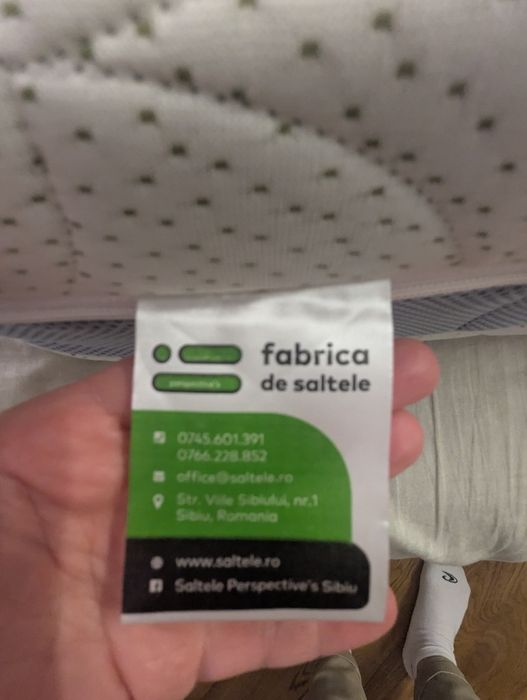 fabrica
de saltele
perspective's
0745.601.391
0766.228.852
office@saltele.ro
Str. Viile Sibiului, nr.1
Sibiu, Romania
www.saltele.ro
Saltele Perspective's Sibiu